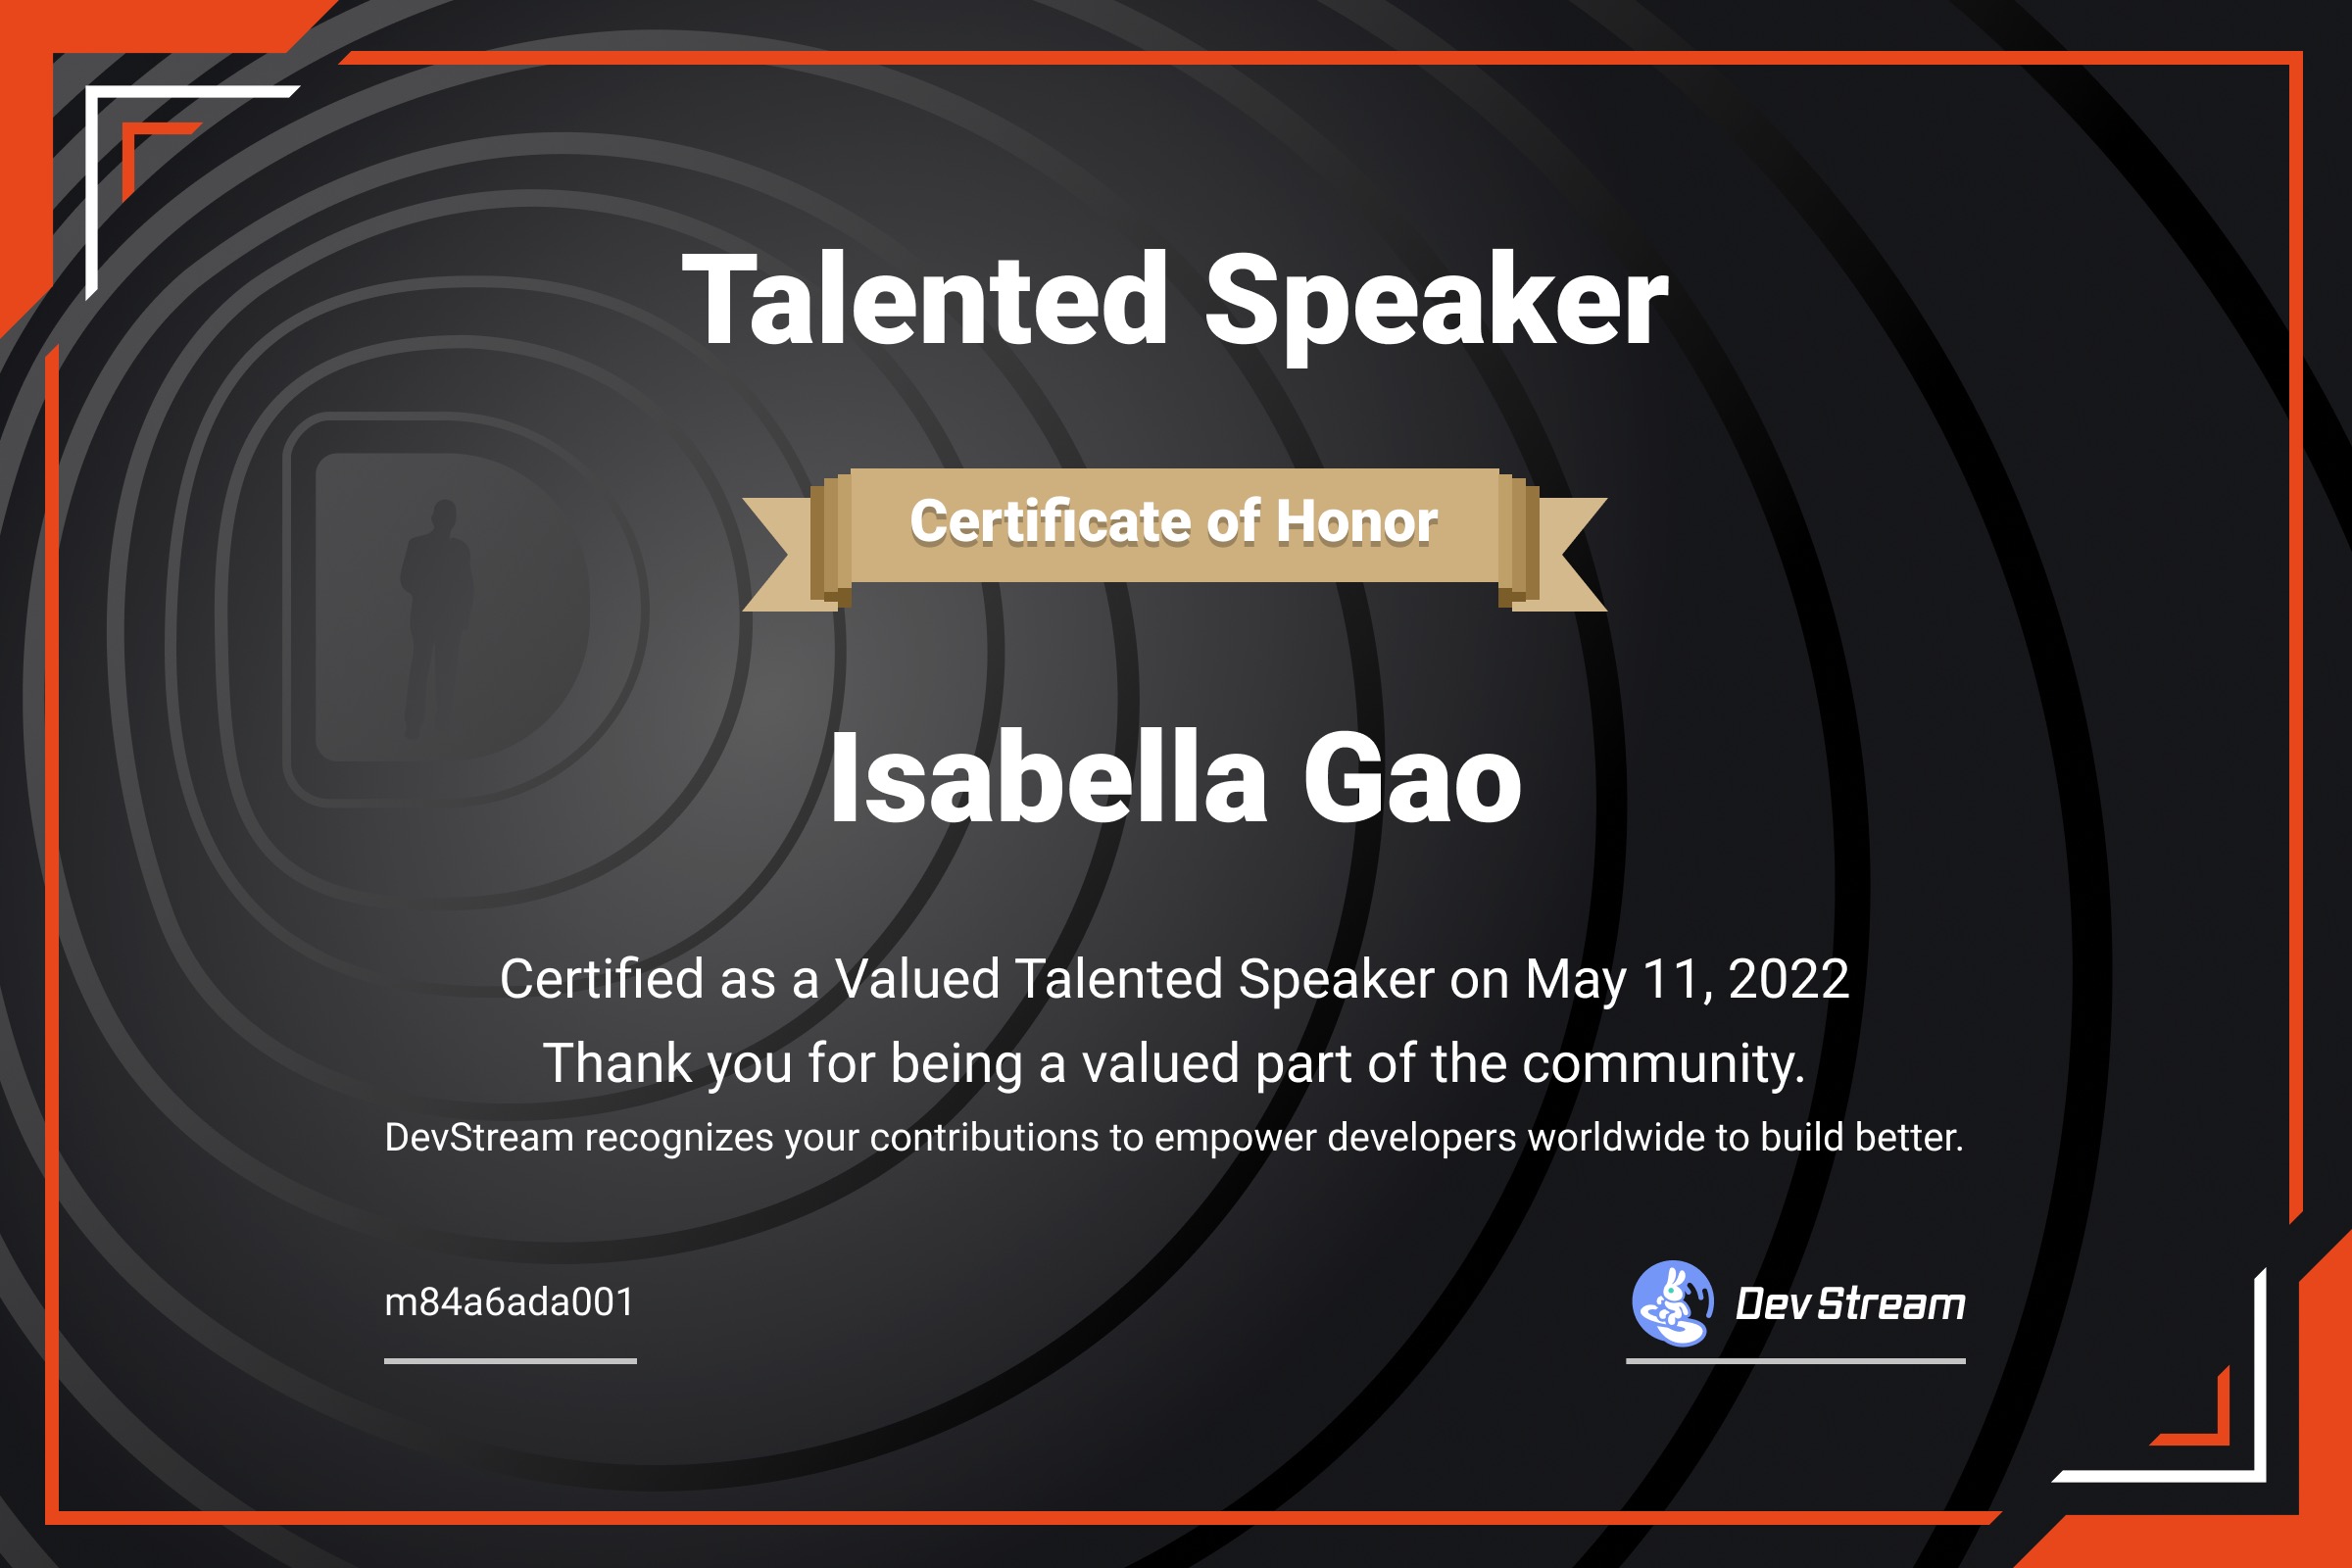 Talented Speaker
Certificate of Honor
Isabella Gao
Certified as a Valued Talented Speaker on May 11, 2022
Thank you for being a valued part of the community.
DevStream recognizes your contributions to empower developers worldwide to build better.
m84a6ada001
DevStream